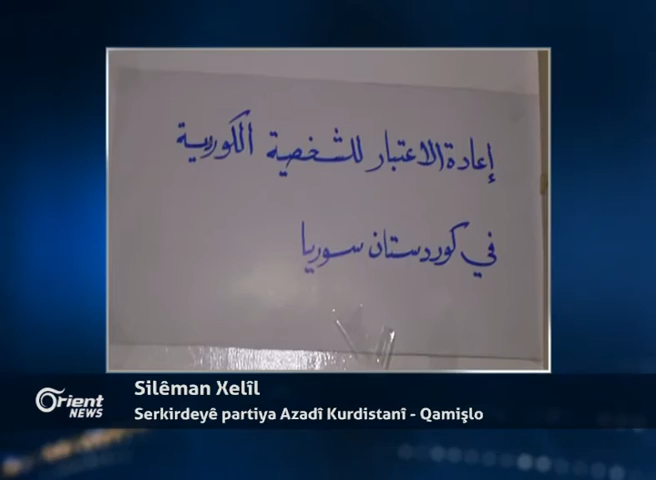 إعادة الاعتبار للشخصية الكوردية
في كوردستان سوريا
Silêman Xelîl
Serkirdeyê partiya Azadî Kurdistanî - Qamişlo
Orient
NEWS